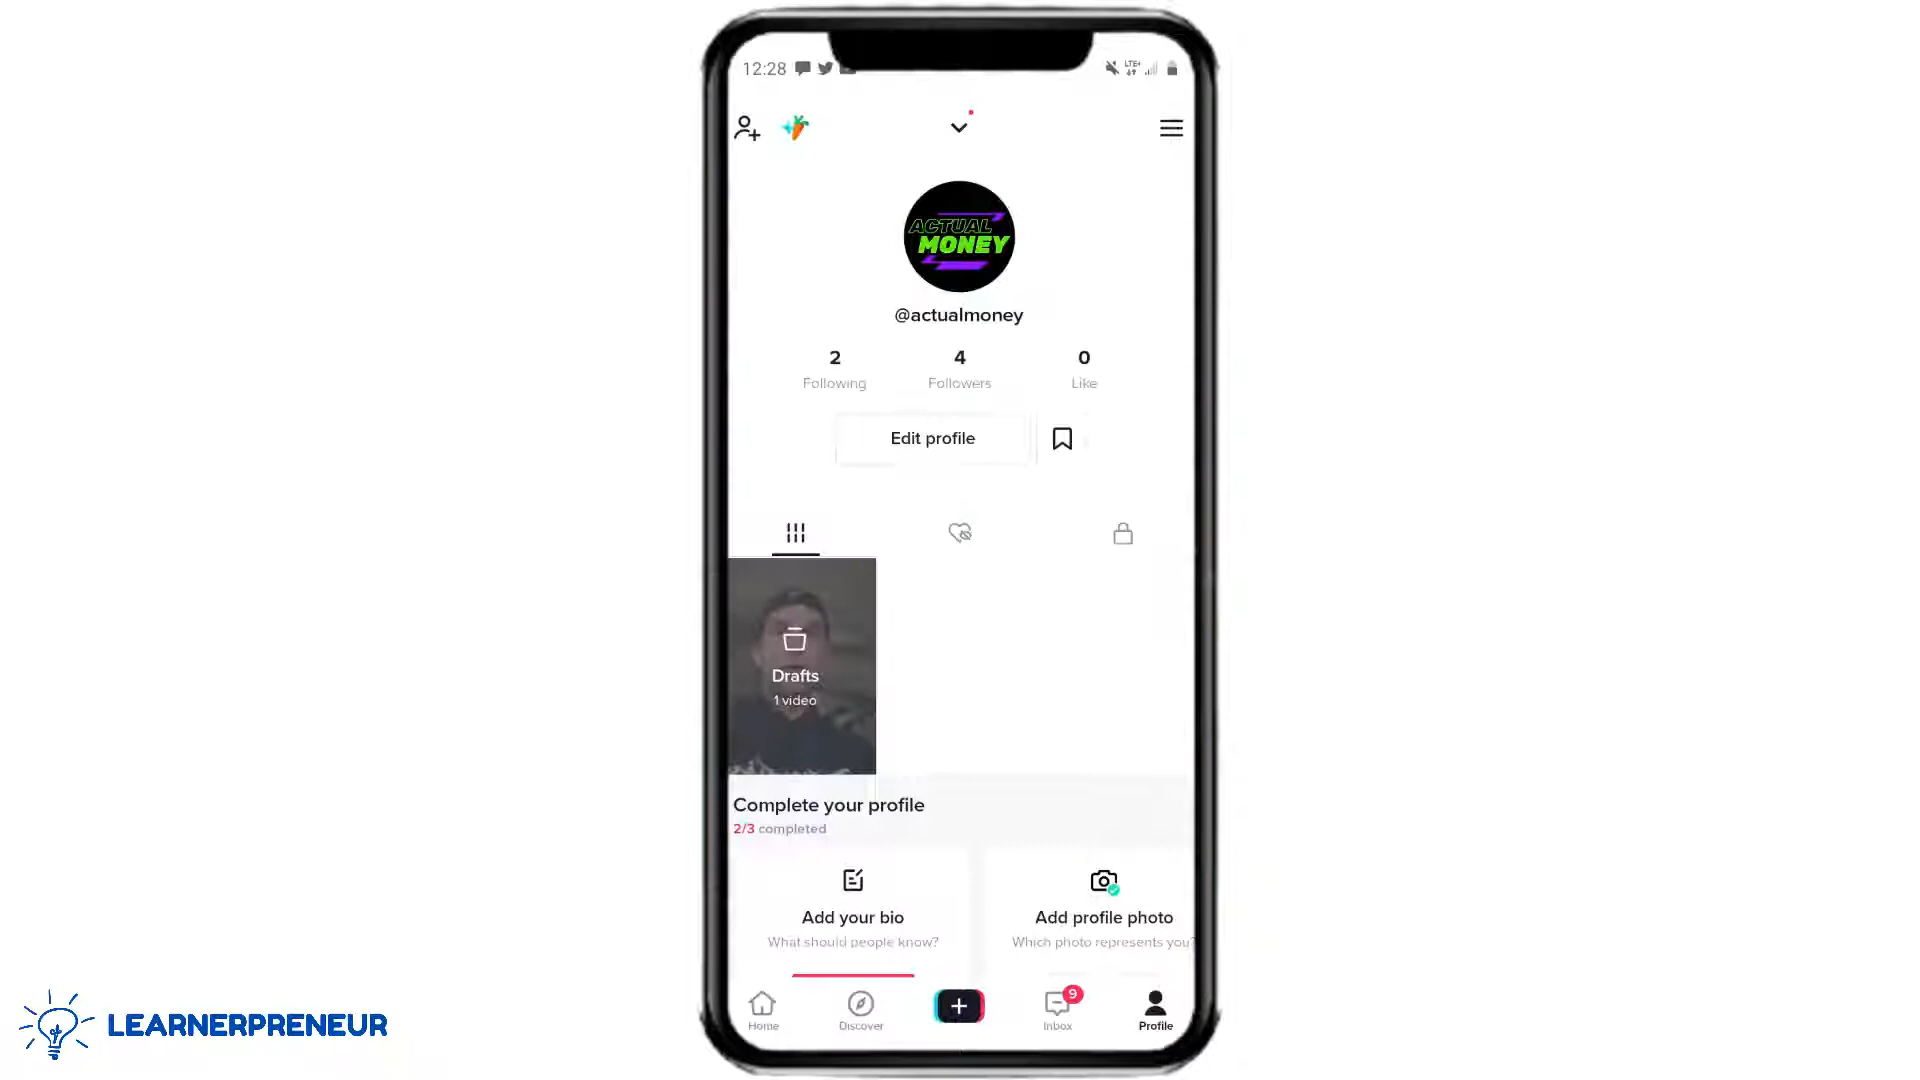 12:28
LTE+
ACTUAL
MONEY
@actualmoney
2 4 0
Following Followers Like
Edit profile
Drafts
1 video
Complete your profile
2/3 completed
Add your bio Add profile photo
What should people know? Which photo represents you?
9
Home Discover Inbox Profile
LEARNERPRENEUR